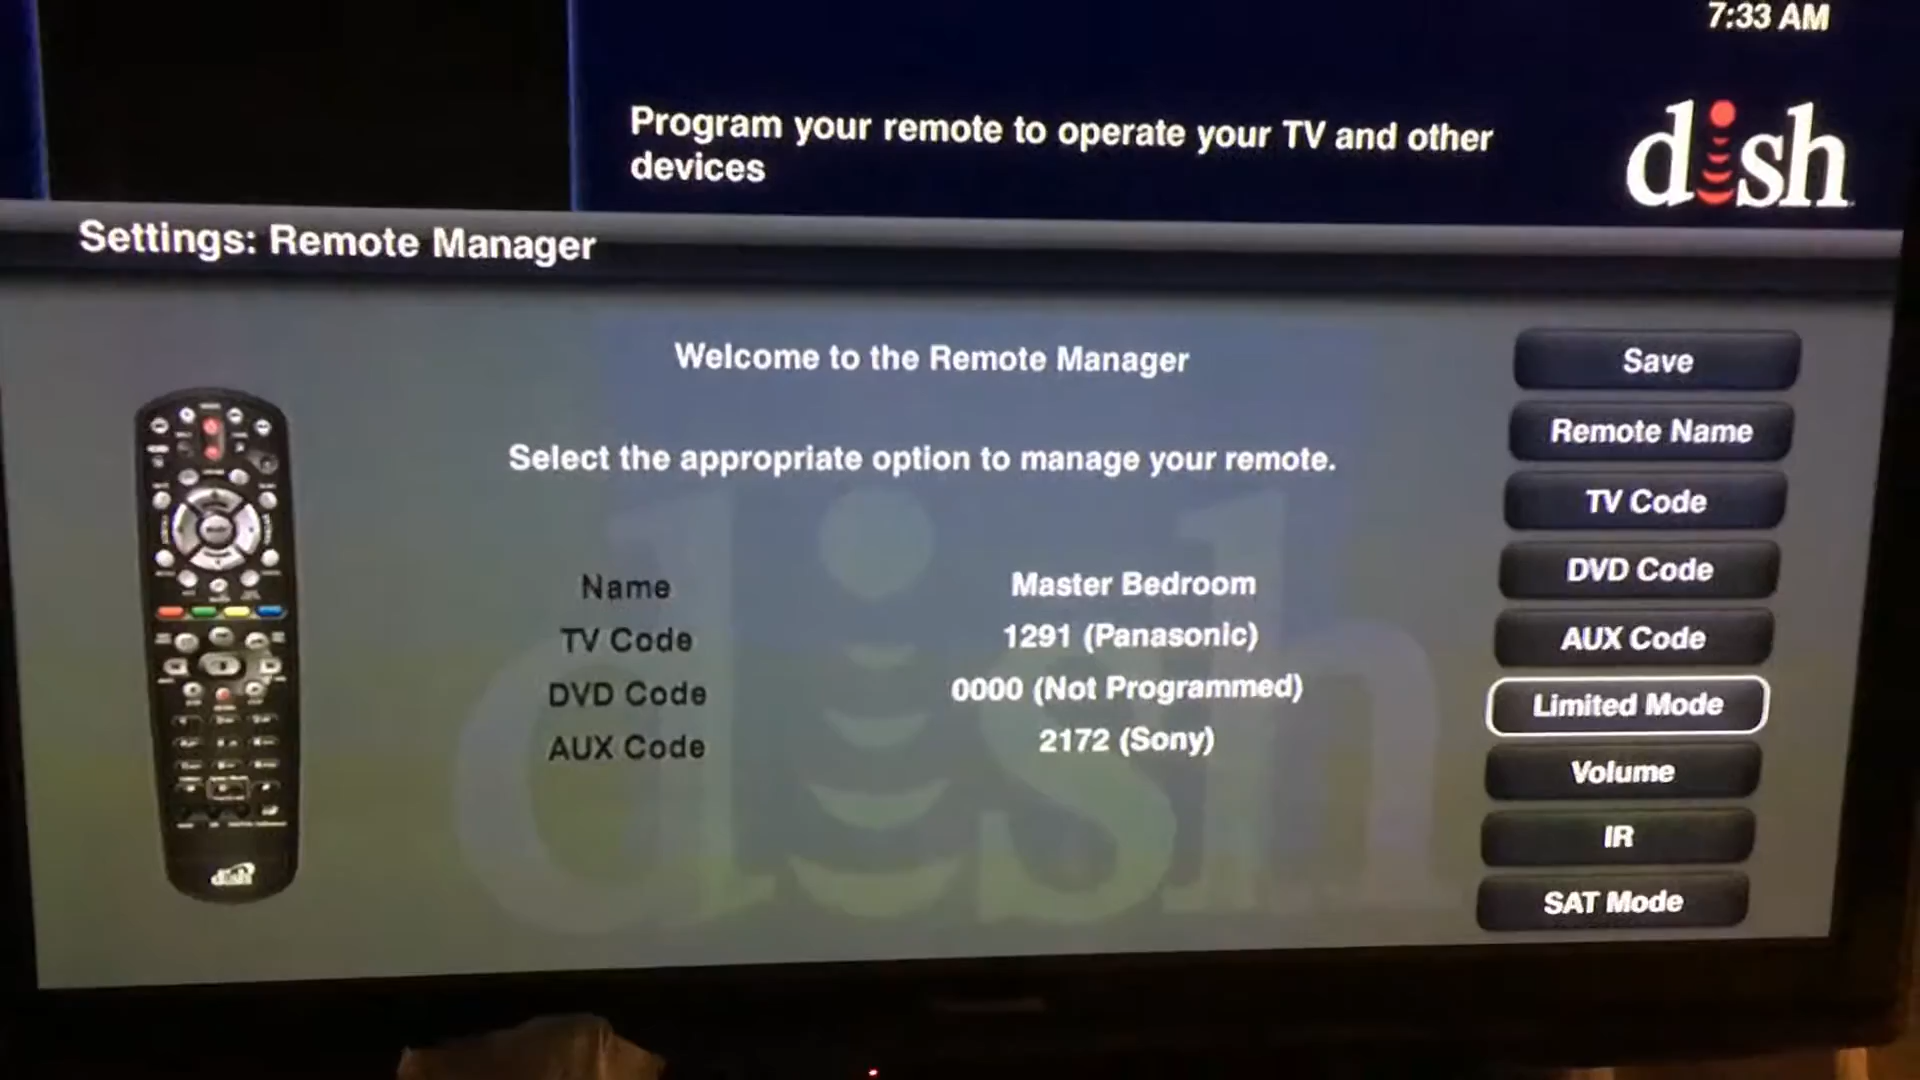 7:33 AM
Program your remote to operate your TV and other
devices
dish
Settings: Remote Manager
Welcome to the Remote Manager
Select the appropriate option to manage your remote.
Name Master Bedroom
TV Code 1291 (Panasonic)
DVD Code 0000 (Not Programmed)
AUX Code 2172 (Sony)
Save
Remote Name
TV Code
DVD Code
AUX Code
Limited Mode
Volume
IR
SAT Mode
dish
dish